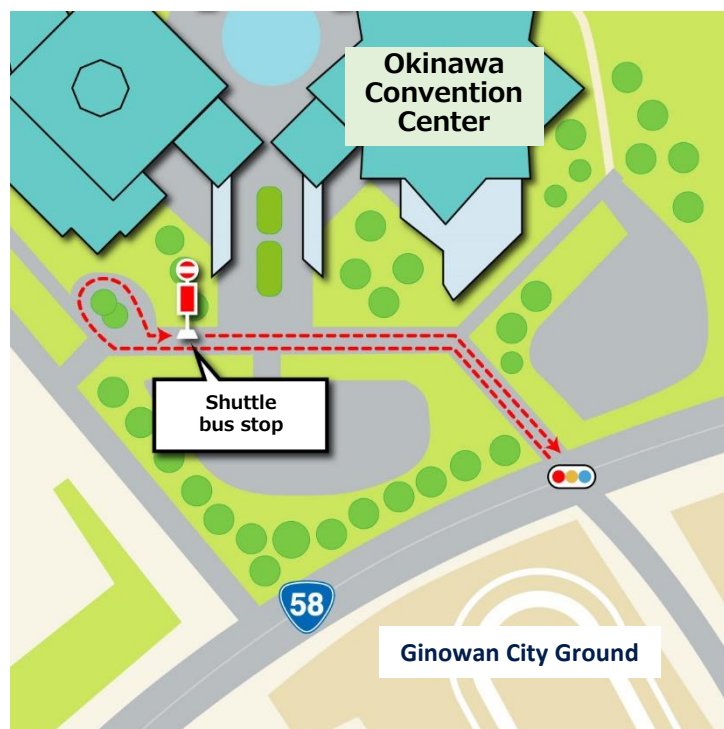 Okinawa
Convention
Center
Shuttle
bus stop
58
Ginowan City Ground